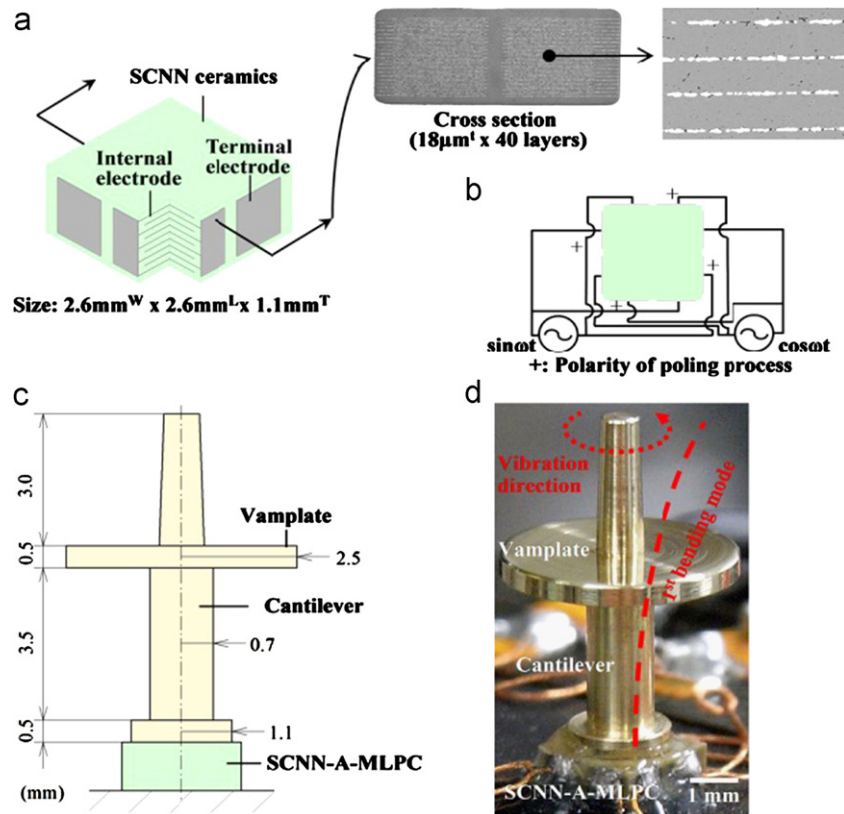 a
SCNN ceramics
Internal
electrode
Terminal
electrode
Size: 2.6mmᵂ x 2.6mmᴸx 1.1mmᵀ
Cross section
(18μmᵗ x 40 layers)
b
+
+
+
+
sinωt
cosωt
+: Polarity of poling process
c
3.0
0.5
3.5
0.5
Vamplate
2.5
Cantilever
0.7
1.1
SCNN-A-MLPC
(mm)
d
Vibration
direction
1ˢᵗ bending mode
Vamplate
Cantilever
SCNN-A-MLPC
1 mm